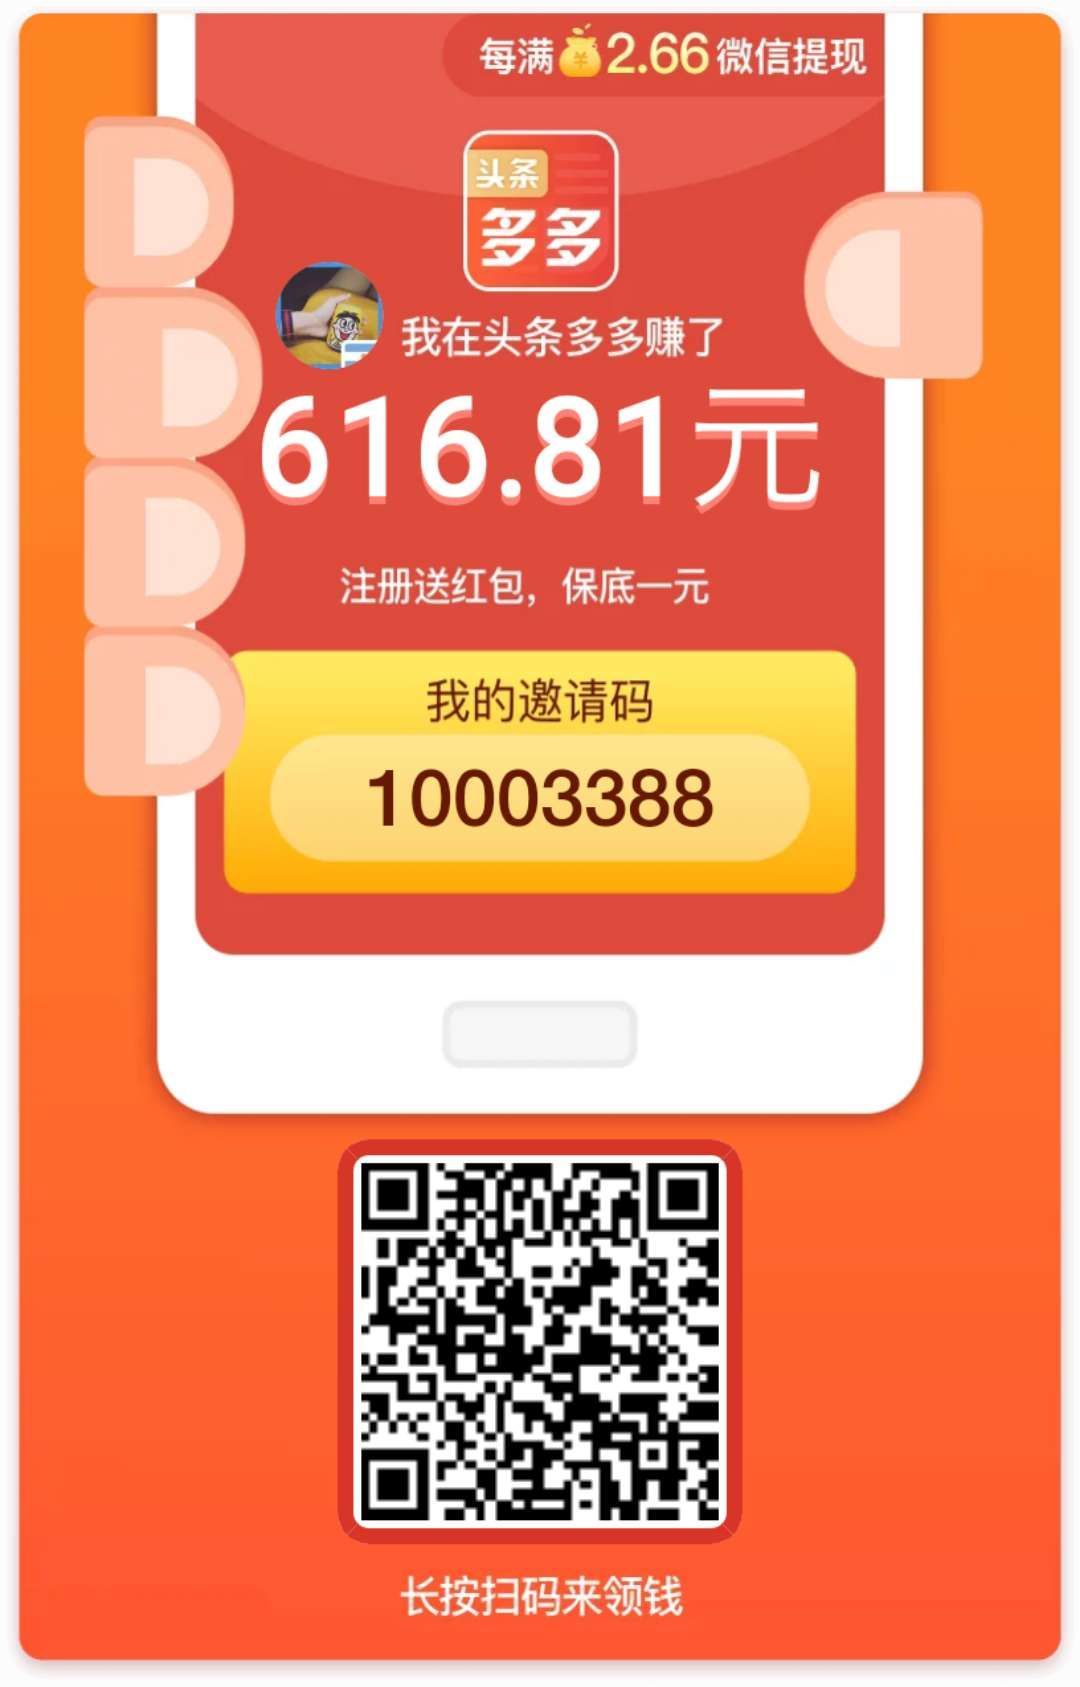 每满2.66微信提现
头条
多多
我在头条多多赚了
616.81元
注册送红包，保底一元
我的邀请码
10003388
长按扫码来领钱